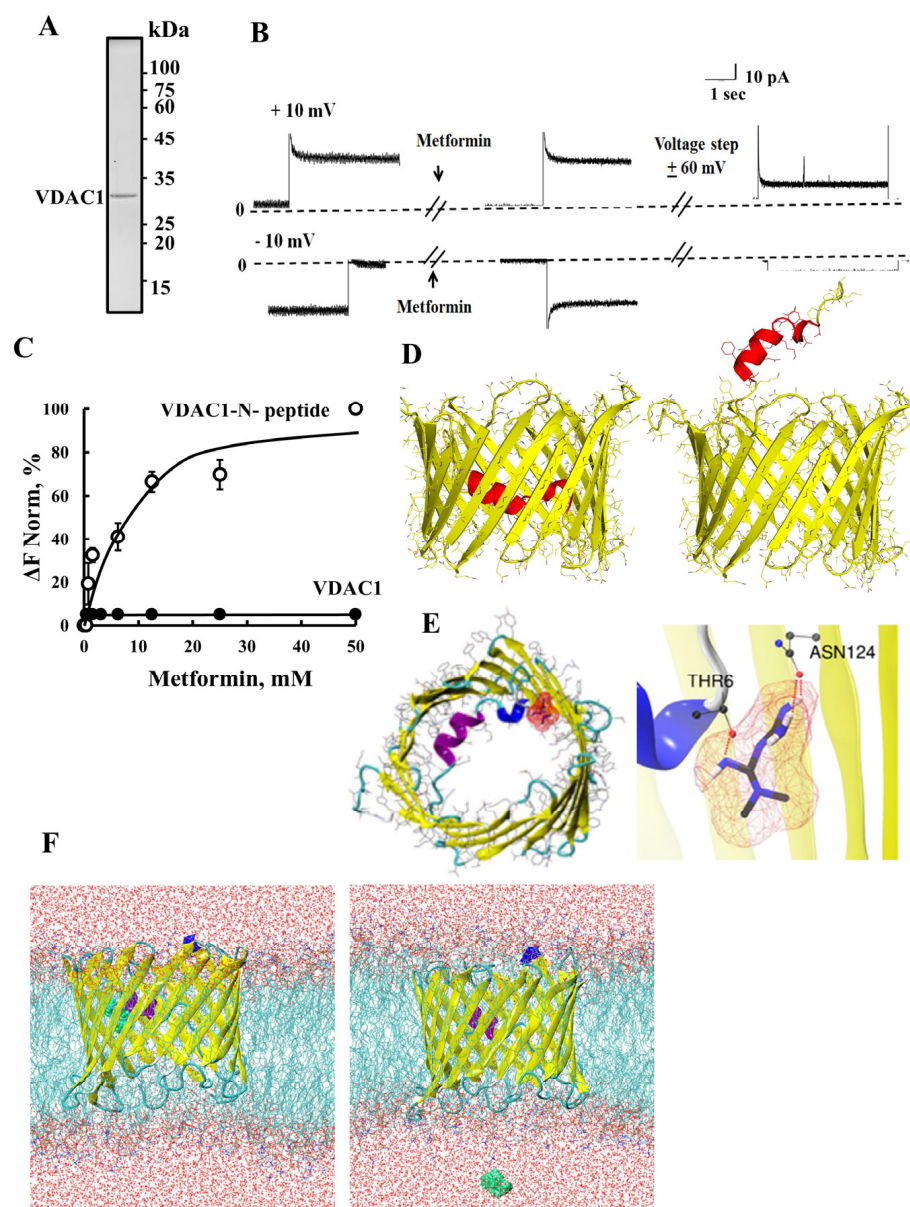 A
kDa
100
75
60
45
35
25
20
15
VDAC1
B
10 pA
1 sec
+ 10 mV
Metformin
Voltage step
± 60 mV
0
- 10 mV
0
Metformin
C
VDAC1-N- peptide
VDAC1
ΔF Norm, %
100
80
60
40
20
0
0
10
20
30
40
50
Metformin, mM
D
E
THR6
ASN124
F